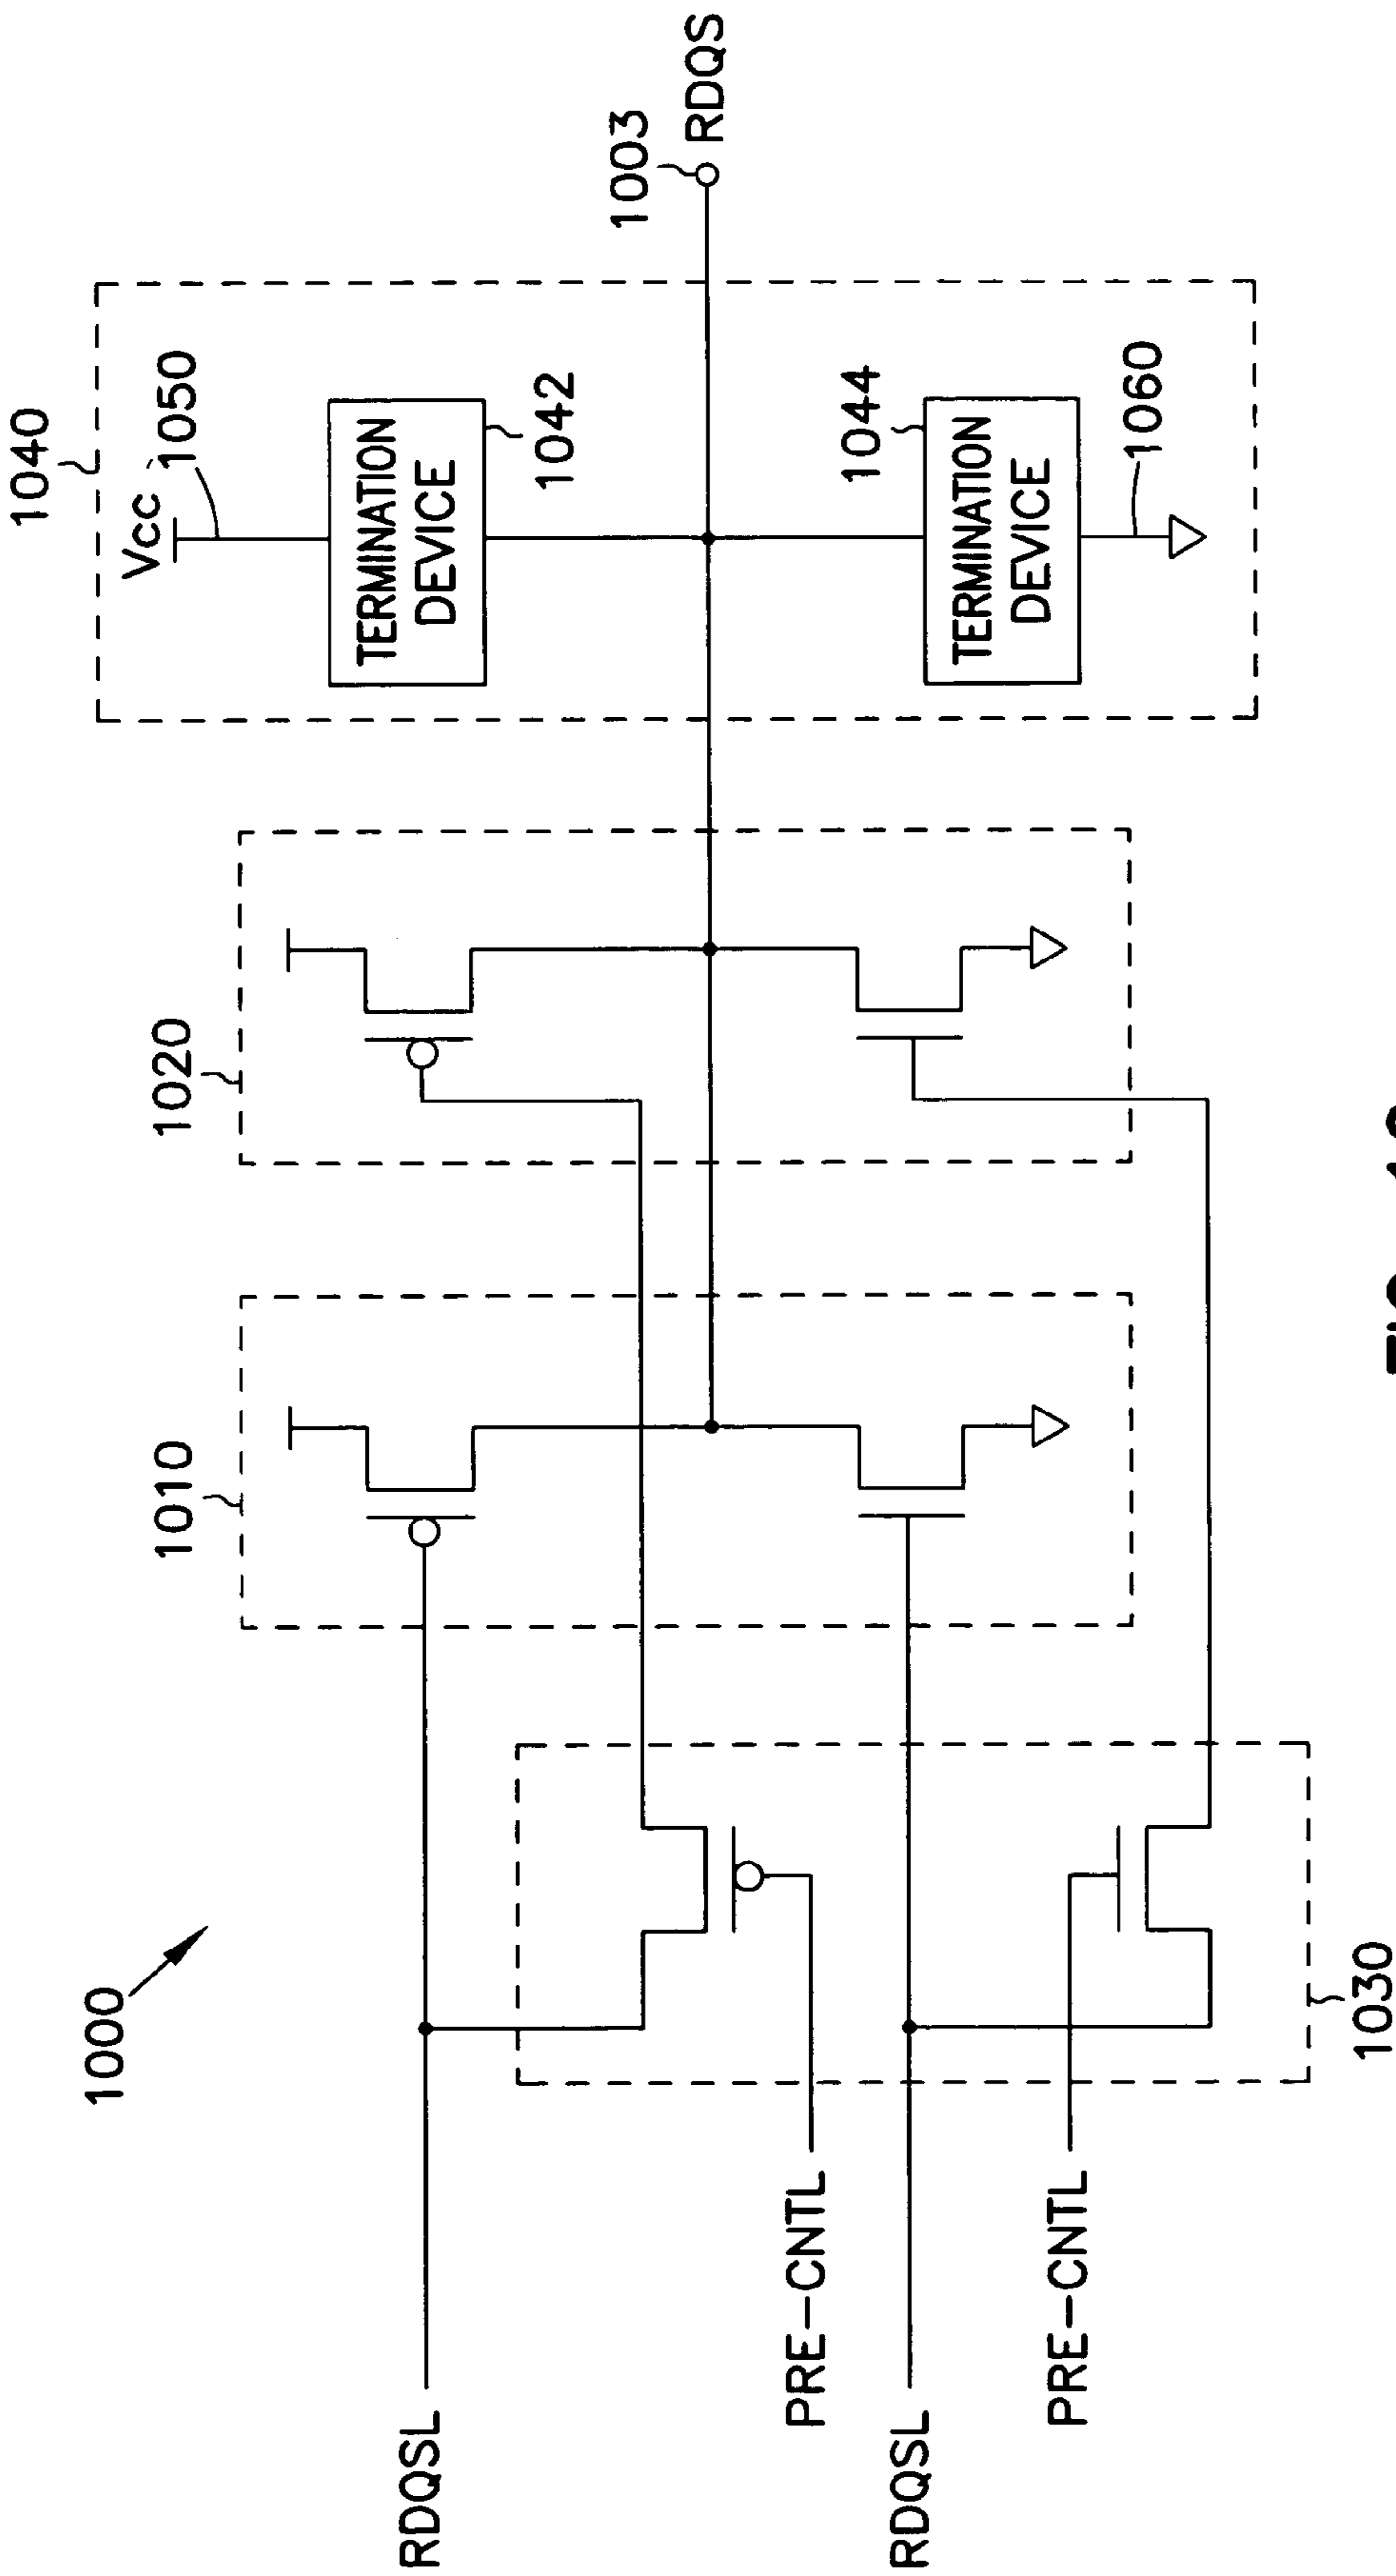 1000
1010
1020
1040
Vcc
1050
TERMINATION
DEVICE
1042
1003
RDQS
TERMINATION
DEVICE
1044
1060
RDQSL
PRE-CNTL
RDQSL
PRE-CNTL
1030